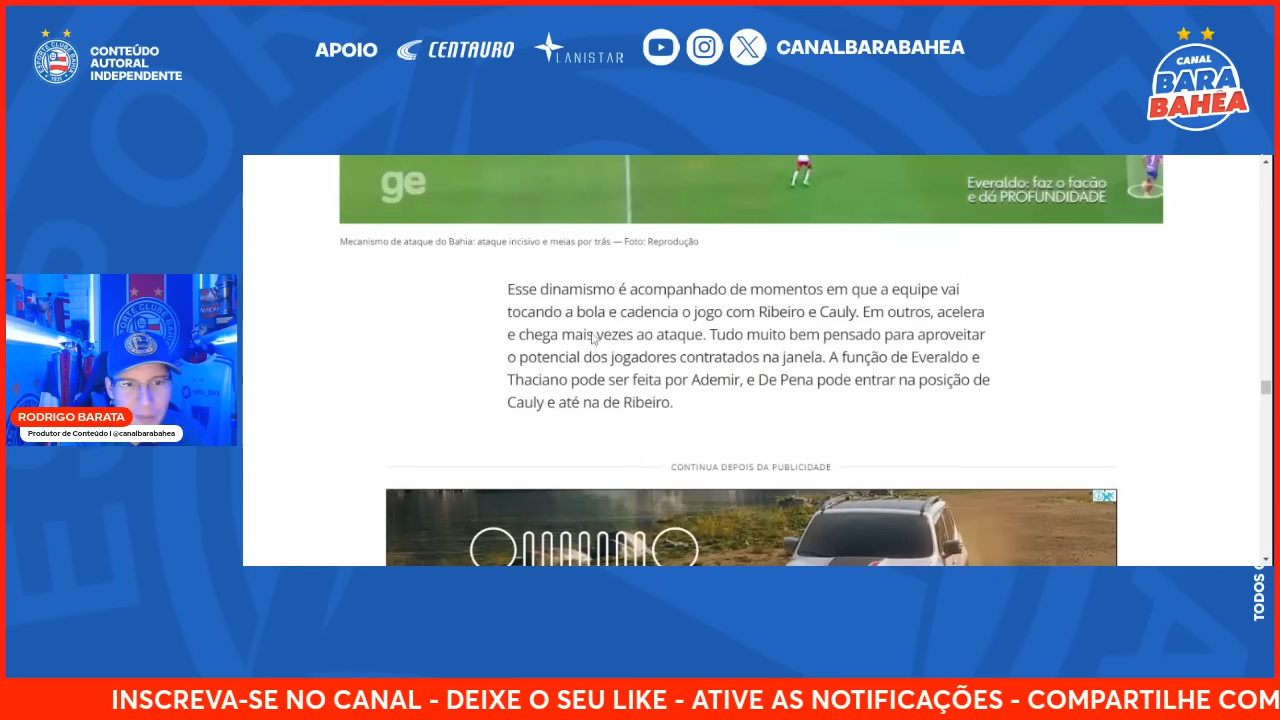 CONTEÚDO
AUTORAL
INDEPENDENTE
APOIO
CENTAURO
LANISTAR
CANALBARABAHEA
CANAL
BARA
BAHÊA
ge
Everaldo: faz o facão
e dá PROFUNDIDADE
Mecanismo de ataque do Bahia: ataque incisivo e meias por trás — Foto: Reprodução
Esse dinamismo é acompanhado de momentos em que a equipe vai
tocando a bola e cadencia o jogo com Ribeiro e Cauly. Em outros, acelera
e chega mais vezes ao ataque. Tudo muito bem pensado para aproveitar
o potencial dos jogadores contratados na janela. A função de Everaldo e
Thaciano pode ser feita por Ademir, e De Pena pode entrar na posição de
Cauly e até na de Ribeiro.
CONTINUA DEPOIS DA PUBLICIDADE
RODRIGO BARATA
Produtor de Conteúdo | @canalbarabahea
TODOS
INSCREVA-SE NO CANAL - DEIXE O SEU LIKE - ATIVE AS NOTIFICAÇÕES - COMPARTILHE COM